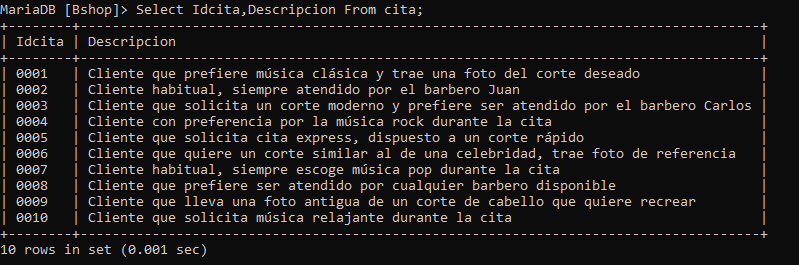 MariaDB [Bshop]> Select Idcita,Descripcion From cita;
+--------+------------------------------------------------------------------------------------+
| Idcita | Descripcion                                                                        |
+--------+------------------------------------------------------------------------------------+
| 0001   | Cliente que prefiere música clásica y trae una foto del corte deseado              |
| 0002   | Cliente habitual, siempre atendido por el barbero Juan                             |
| 0003   | Cliente que solicita un corte moderno y prefiere ser atendido por el barbero Carlos |
| 0004   | Cliente con preferencia por la música rock durante la cita                         |
| 0005   | Cliente que solicita cita express, dispuesto a un corte rápido                     |
| 0006   | Cliente que quiere un corte similar al de una celebridad, trae foto de referencia  |
| 0007   | Cliente habitual, siempre escoge música pop durante la cita                        |
| 0008   | Cliente que prefiere ser atendido por cualquier barbero disponible                 |
| 0009   | Cliente que lleva una foto antigua de un corte de cabello que quiere recrear       |
| 0010   | Cliente que solicita música relajante durante la cita                              |
+--------+------------------------------------------------------------------------------------+
10 rows in set (0.001 sec)